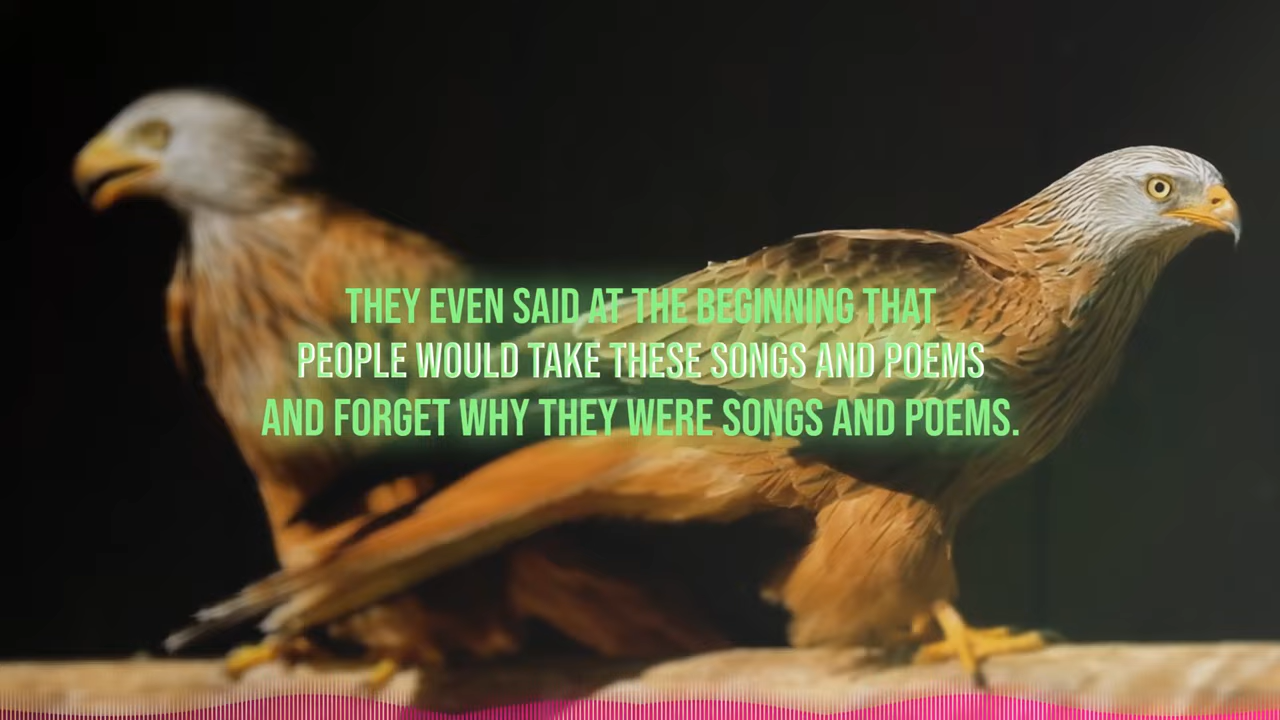 THEY EVEN SAID AT THE BEGINNING THAT
PEOPLE WOULD TAKE THESE SONGS AND POEMS
AND FORGET WHY THEY WERE SONGS AND POEMS.